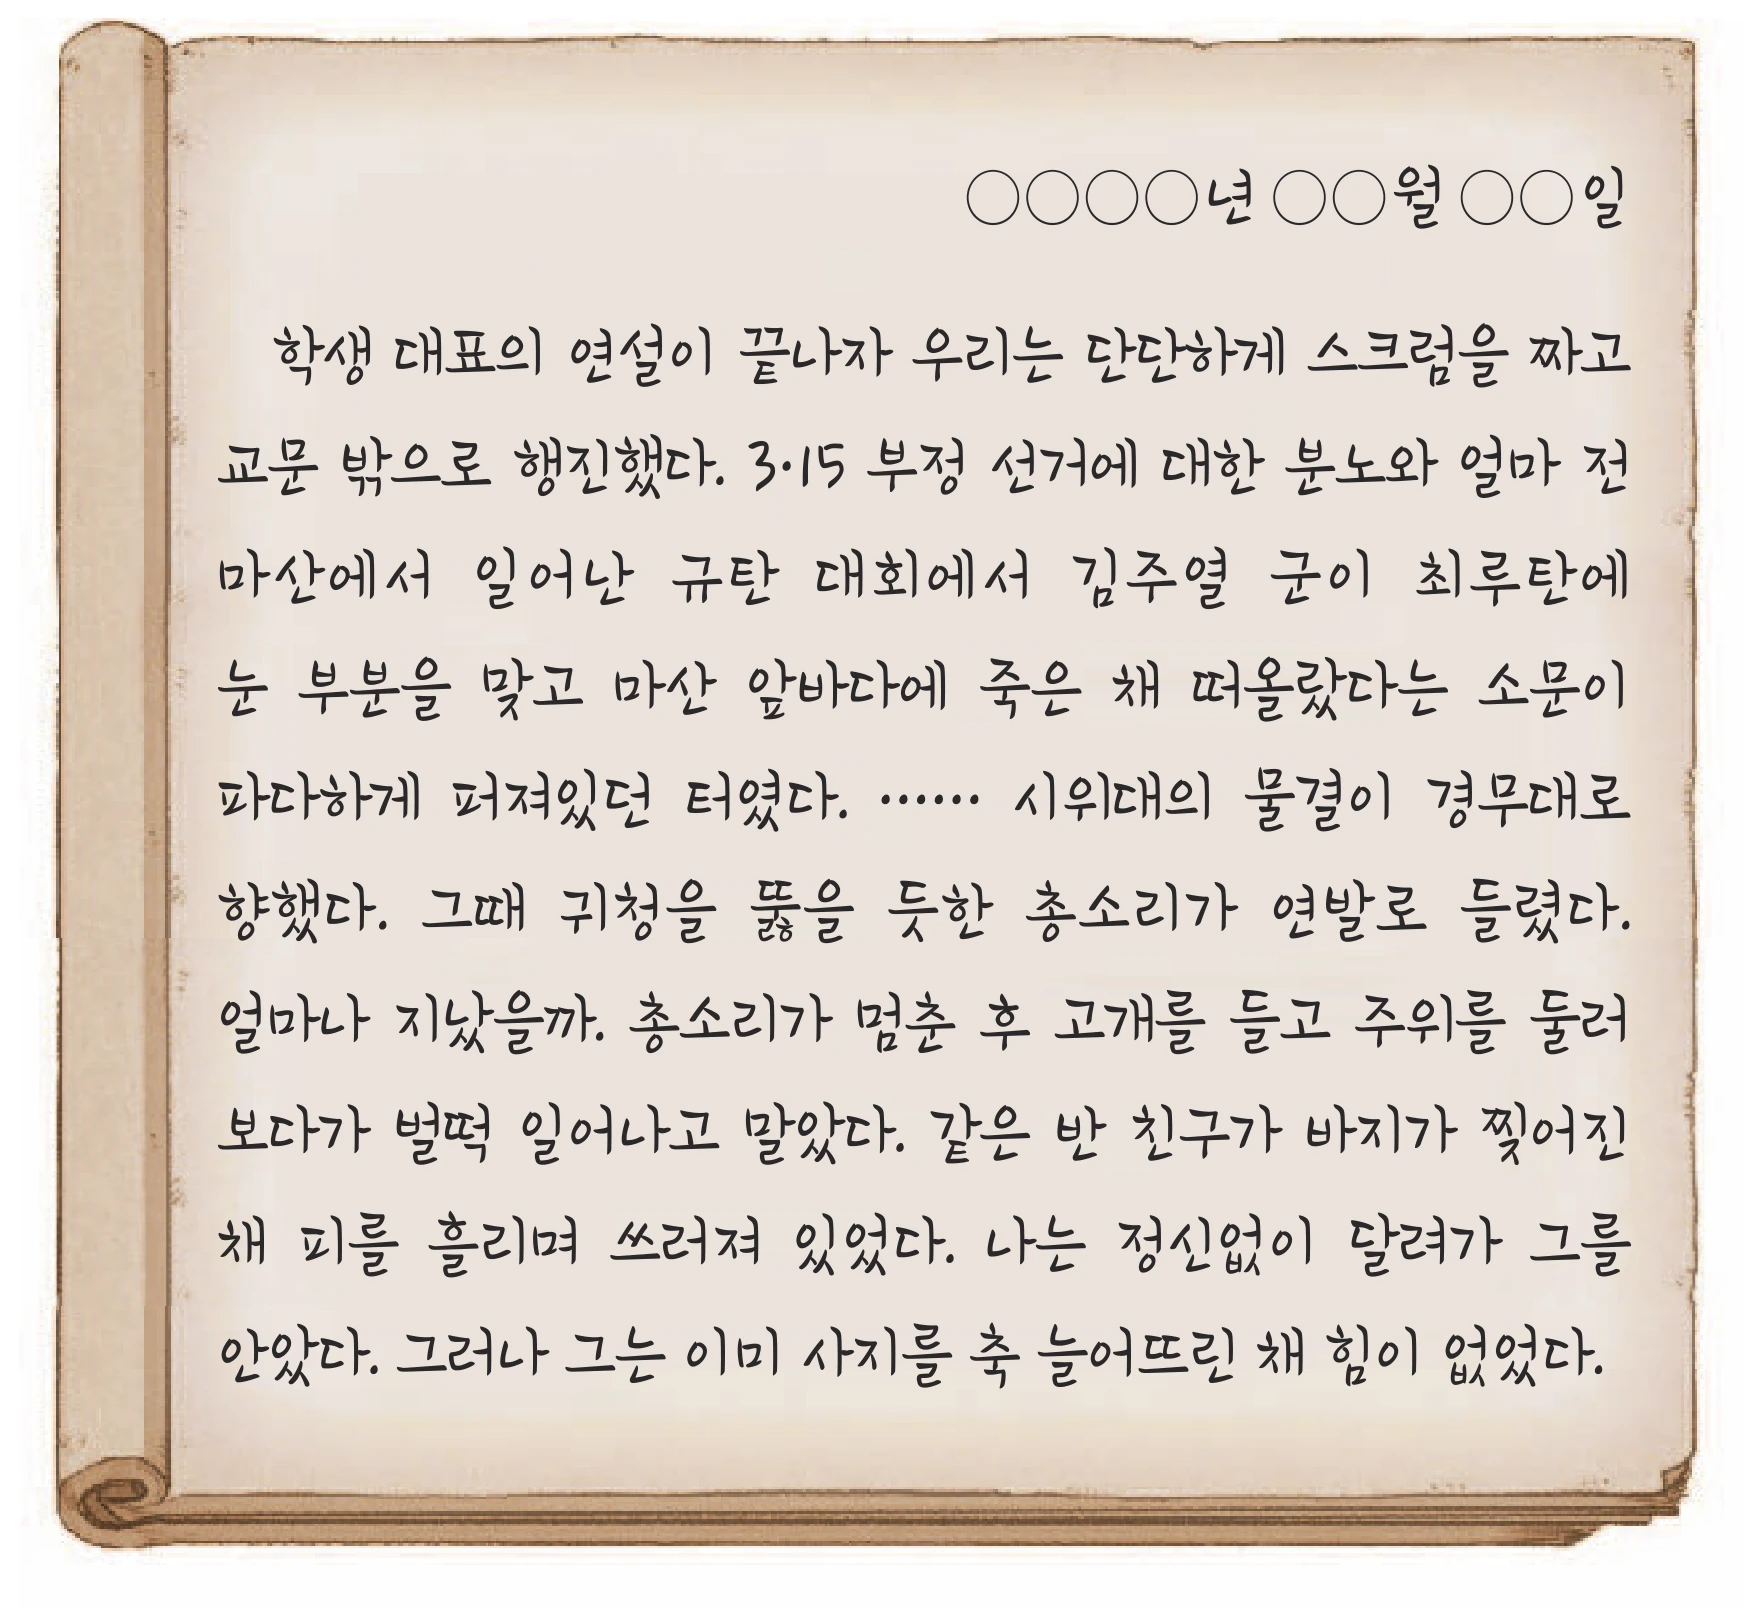 ○○○○년 ○○월 ○○일
학생 대표의 연설이 끝나자 우리는 단단하게 스크럼을 짜고
교문 밖으로 행진했다. 3·15 부정 선거에 대한 분노와 얼마 전
마산에서 일어난 규탄 대회에서 김주열 군이 최루탄에
눈 부분을 맞고 마산 앞바다에 죽은 채 떠올랐다는 소문이
파다하게 퍼져있던 터였다. …… 시위대의 물결이 경무대로
향했다. 그때 귀청을 뚫을 듯한 총소리가 연발로 들렸다.
얼마나 지났을까. 총소리가 멈춘 후 고개를 들고 주위를 둘러
보다가 벌떡 일어나고 말았다. 같은 반 친구가 바지가 찢어진
채 피를 흘리며 쓰러져 있었다. 나는 정신없이 달려가 그를
안았다. 그러나 그는 이미 사지를 축 늘어뜨린 채 힘이 없었다.